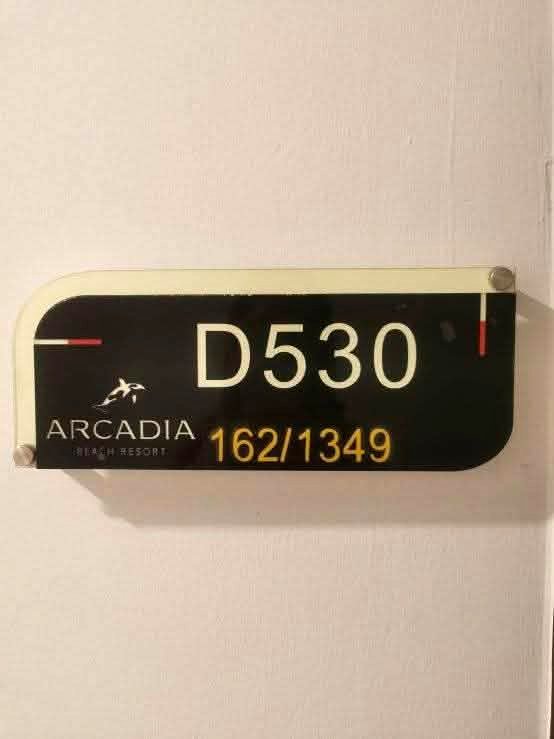 D530
ARCADIA
BEACH RESORT
162/1349